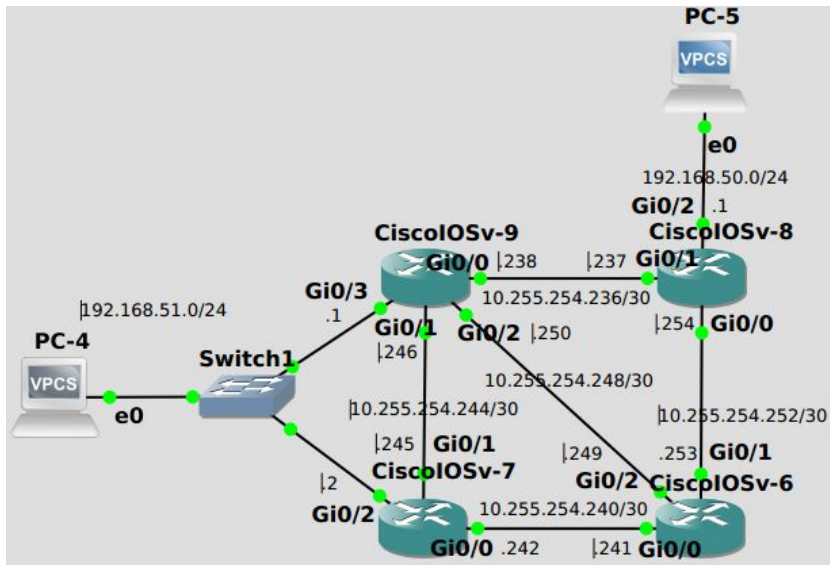 PC-5
VPCS
e0
192.168.50.0/24
Gi0/2 .1
CiscoIOSv-9
CiscoIOSv-8
Gi0/0 .238 .237 Gi0/1
Gi0/3
192.168.51.0/24
.1
10.255.254.236/30
Gi0/1
Gi0/2 .250
.254 Gi0/0
PC-4
Switch1
.246
VPCS
10.255.254.248/30
e0
10.255.254.244/30
10.255.254.252/30
.245 Gi0/1
.249
.253 Gi0/1
CiscoIOSv-7
.2
Gi0/2
CiscoIOSv-6
Gi0/2
10.255.254.240/30
Gi0/0 .242 .241 Gi0/0